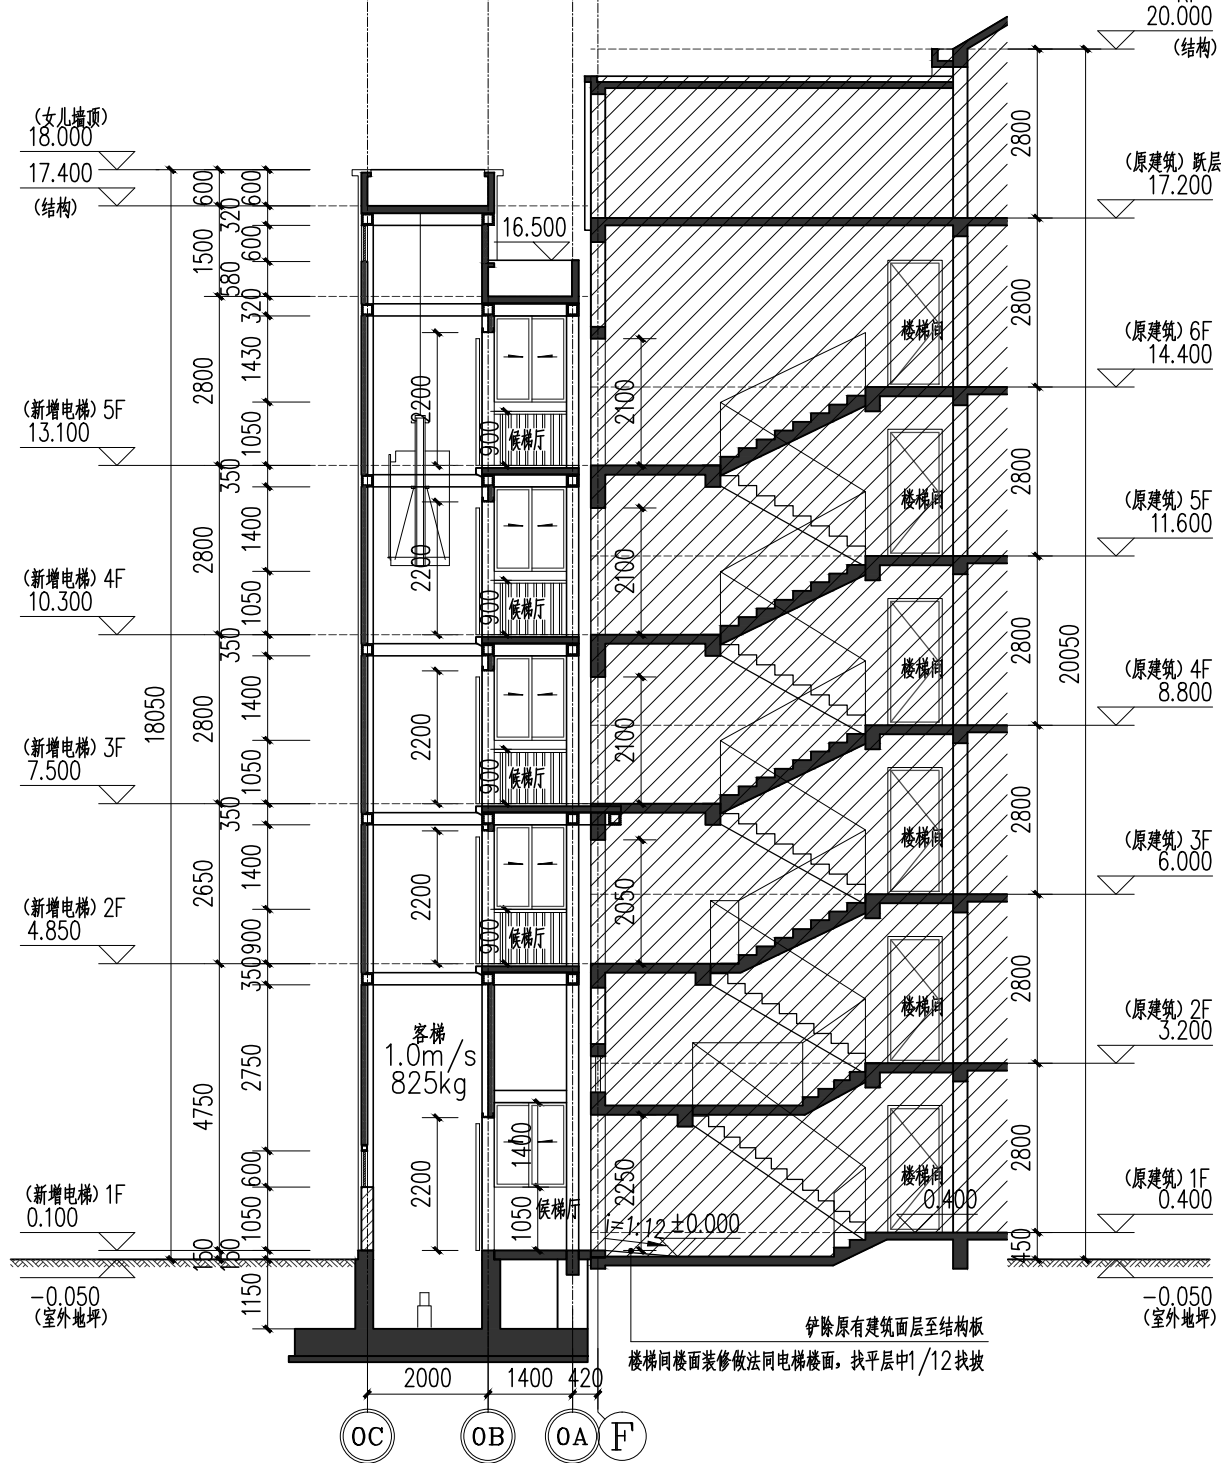 20.000
(结构)
(女儿墙顶)
18.000
17.400
(结构)
600
600
320
1500
600
580
320
16.500
2800
(原建筑) 跃层
17.200
2800
楼梯间
(原建筑) 6F
14.400
2800
1430
1050
2200
900
候梯厅
2100
(新增电梯) 5F
13.100
350
2800
楼梯间
(原建筑) 5F
11.600
2800
1400
1050
2200
900
候梯厅
2100
(新增电梯) 4F
10.300
350
2800
楼梯间
20050
(原建筑) 4F
8.800
18050
2800
1400
1050
2200
900
候梯厅
2100
(新增电梯) 3F
7.500
350
2800
楼梯间
(原建筑) 3F
6.000
2650
1400
900
2200
900
候梯厅
2050
(新增电梯) 2F
4.850
350
2800
楼梯间
(原建筑) 2F
3.200
客梯
1.0m/s
825kg
4750
2750
600
1050
2200
1400
1050
候梯厅
2250
2800
楼梯间
(原建筑) 1F
0.400
0.400
(新增电梯) 1F
0.100
i=1:12
±0.000
150
150
450
-0.050
(室外地坪)
1150
-0.050
(室外地坪)
铲除原有建筑面层至结构板
楼梯间楼面装修做法同电梯楼面，找平层中1/12找坡
2000
1400
420
OC
OB
OA
F